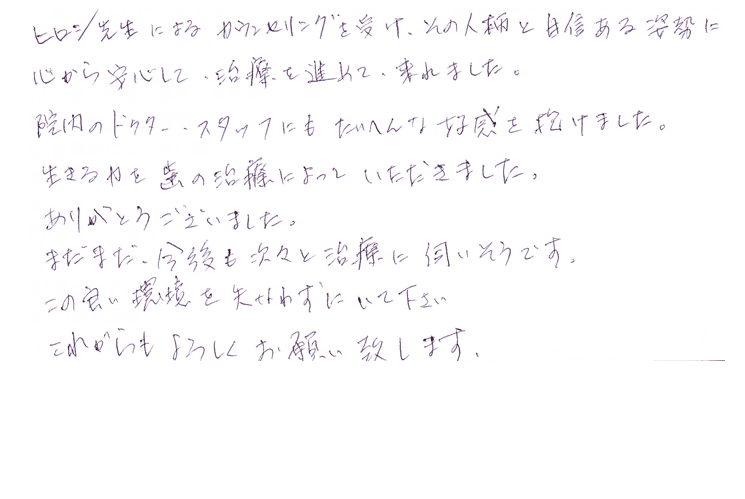 ヒロシ先生によるカウンセリングを受け、その人柄と自信ある姿勢に
心から安心して、治療を進めて、来れました。
院内のドクター、スタッフにもたいへんな好感を抱けました。
生きる力を歯の治療によっていただきました。
ありがとうございました。
まだまだ、今後も次々と治療に伺いそうです。
この良い環境を失なわずにいて下さい
これからもよろしくお願い致します。